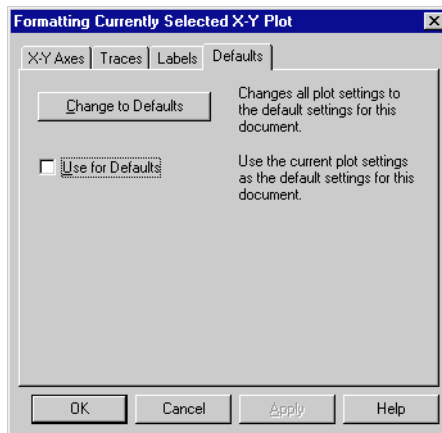 Formatting Currently Selected X-Y Plot
X-Y Axes Traces Labels Defaults
Change to Defaults
Changes all plot settings to
the default settings for this
document.
Use for Defaults
Use the current plot settings
as the default settings for this
document.
OK Cancel Apply Help